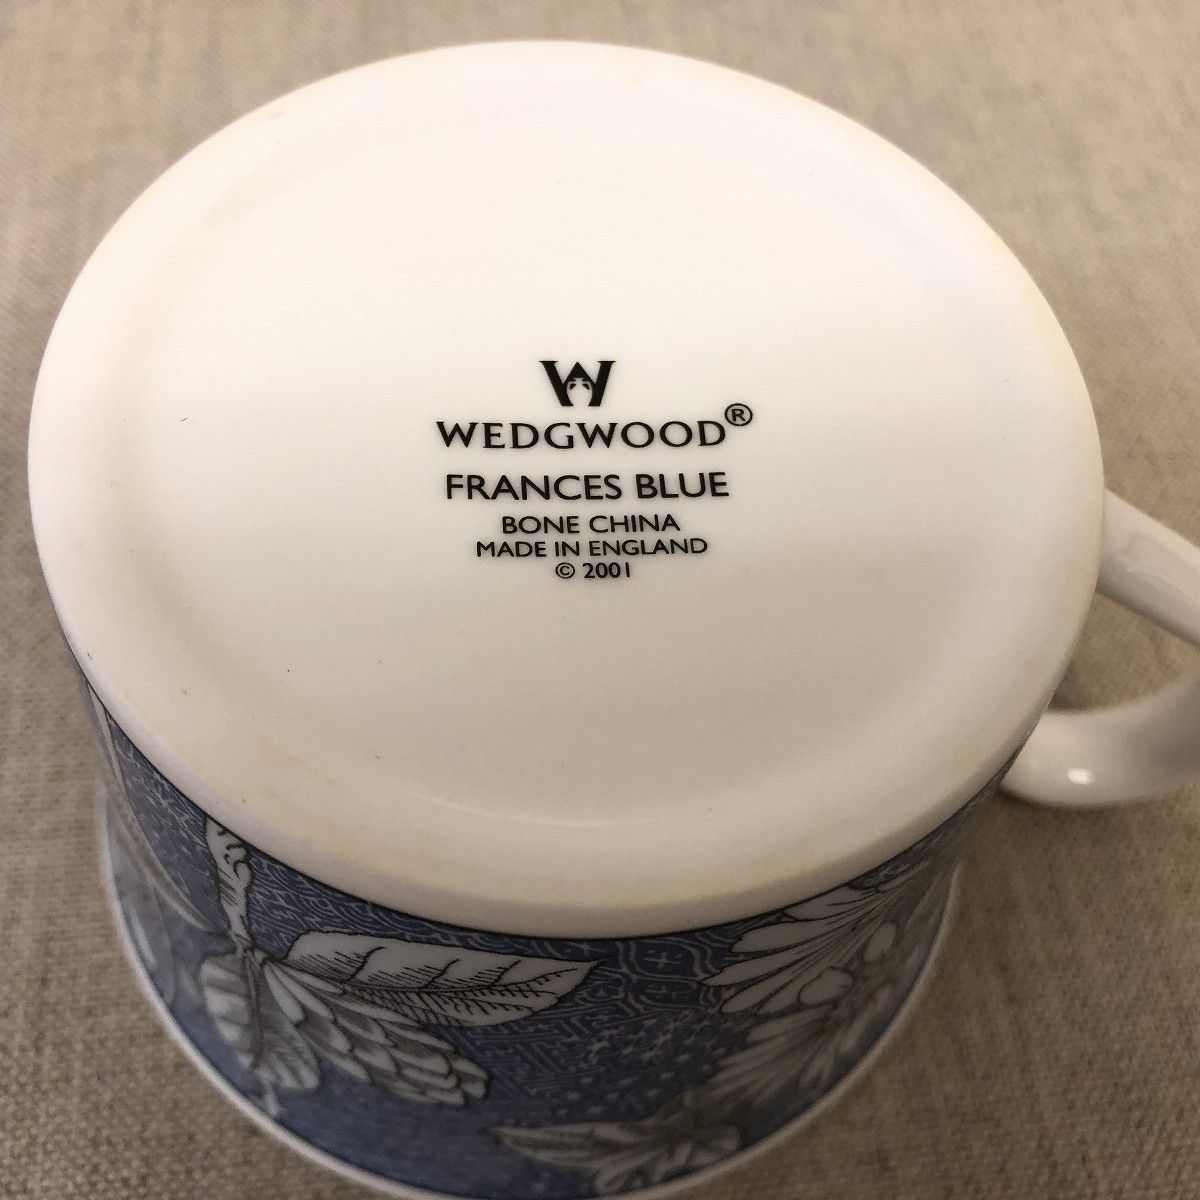 W
WEDGWOOD®
FRANCES BLUE
BONE CHINA
MADE IN ENGLAND
© 2001